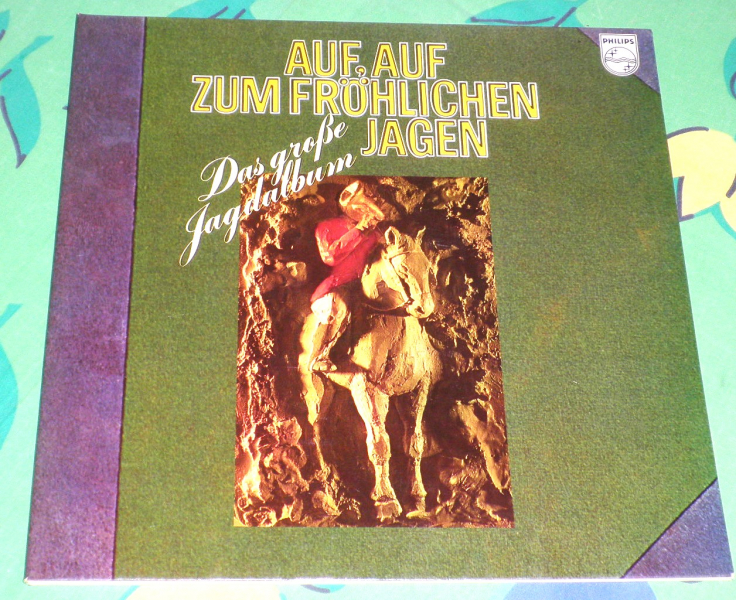 PHILIPS
AUF, AUF
ZUM FRÖHLICHEN
JAGEN
Das große
Jagdalbum